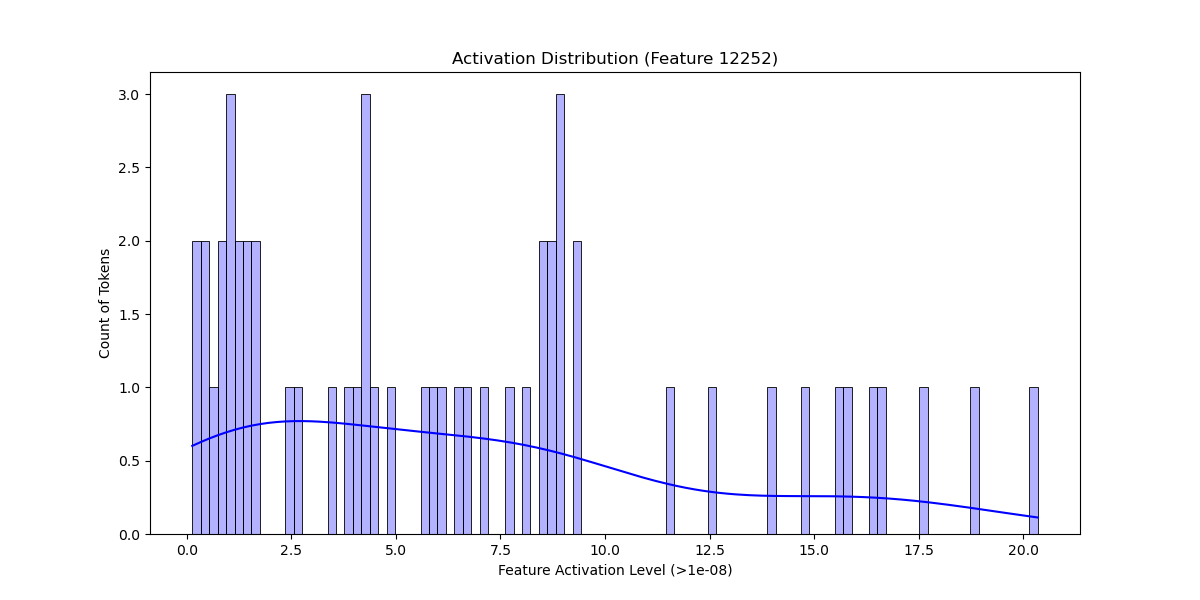 Activation Distribution (Feature 12252)
3.0
2.5
2.0
1.5
1.0
0.5
0.0
Count of Tokens
0.0 2.5 5.0 7.5 10.0 12.5 15.0 17.5 20.0
Feature Activation Level (>1e-08)